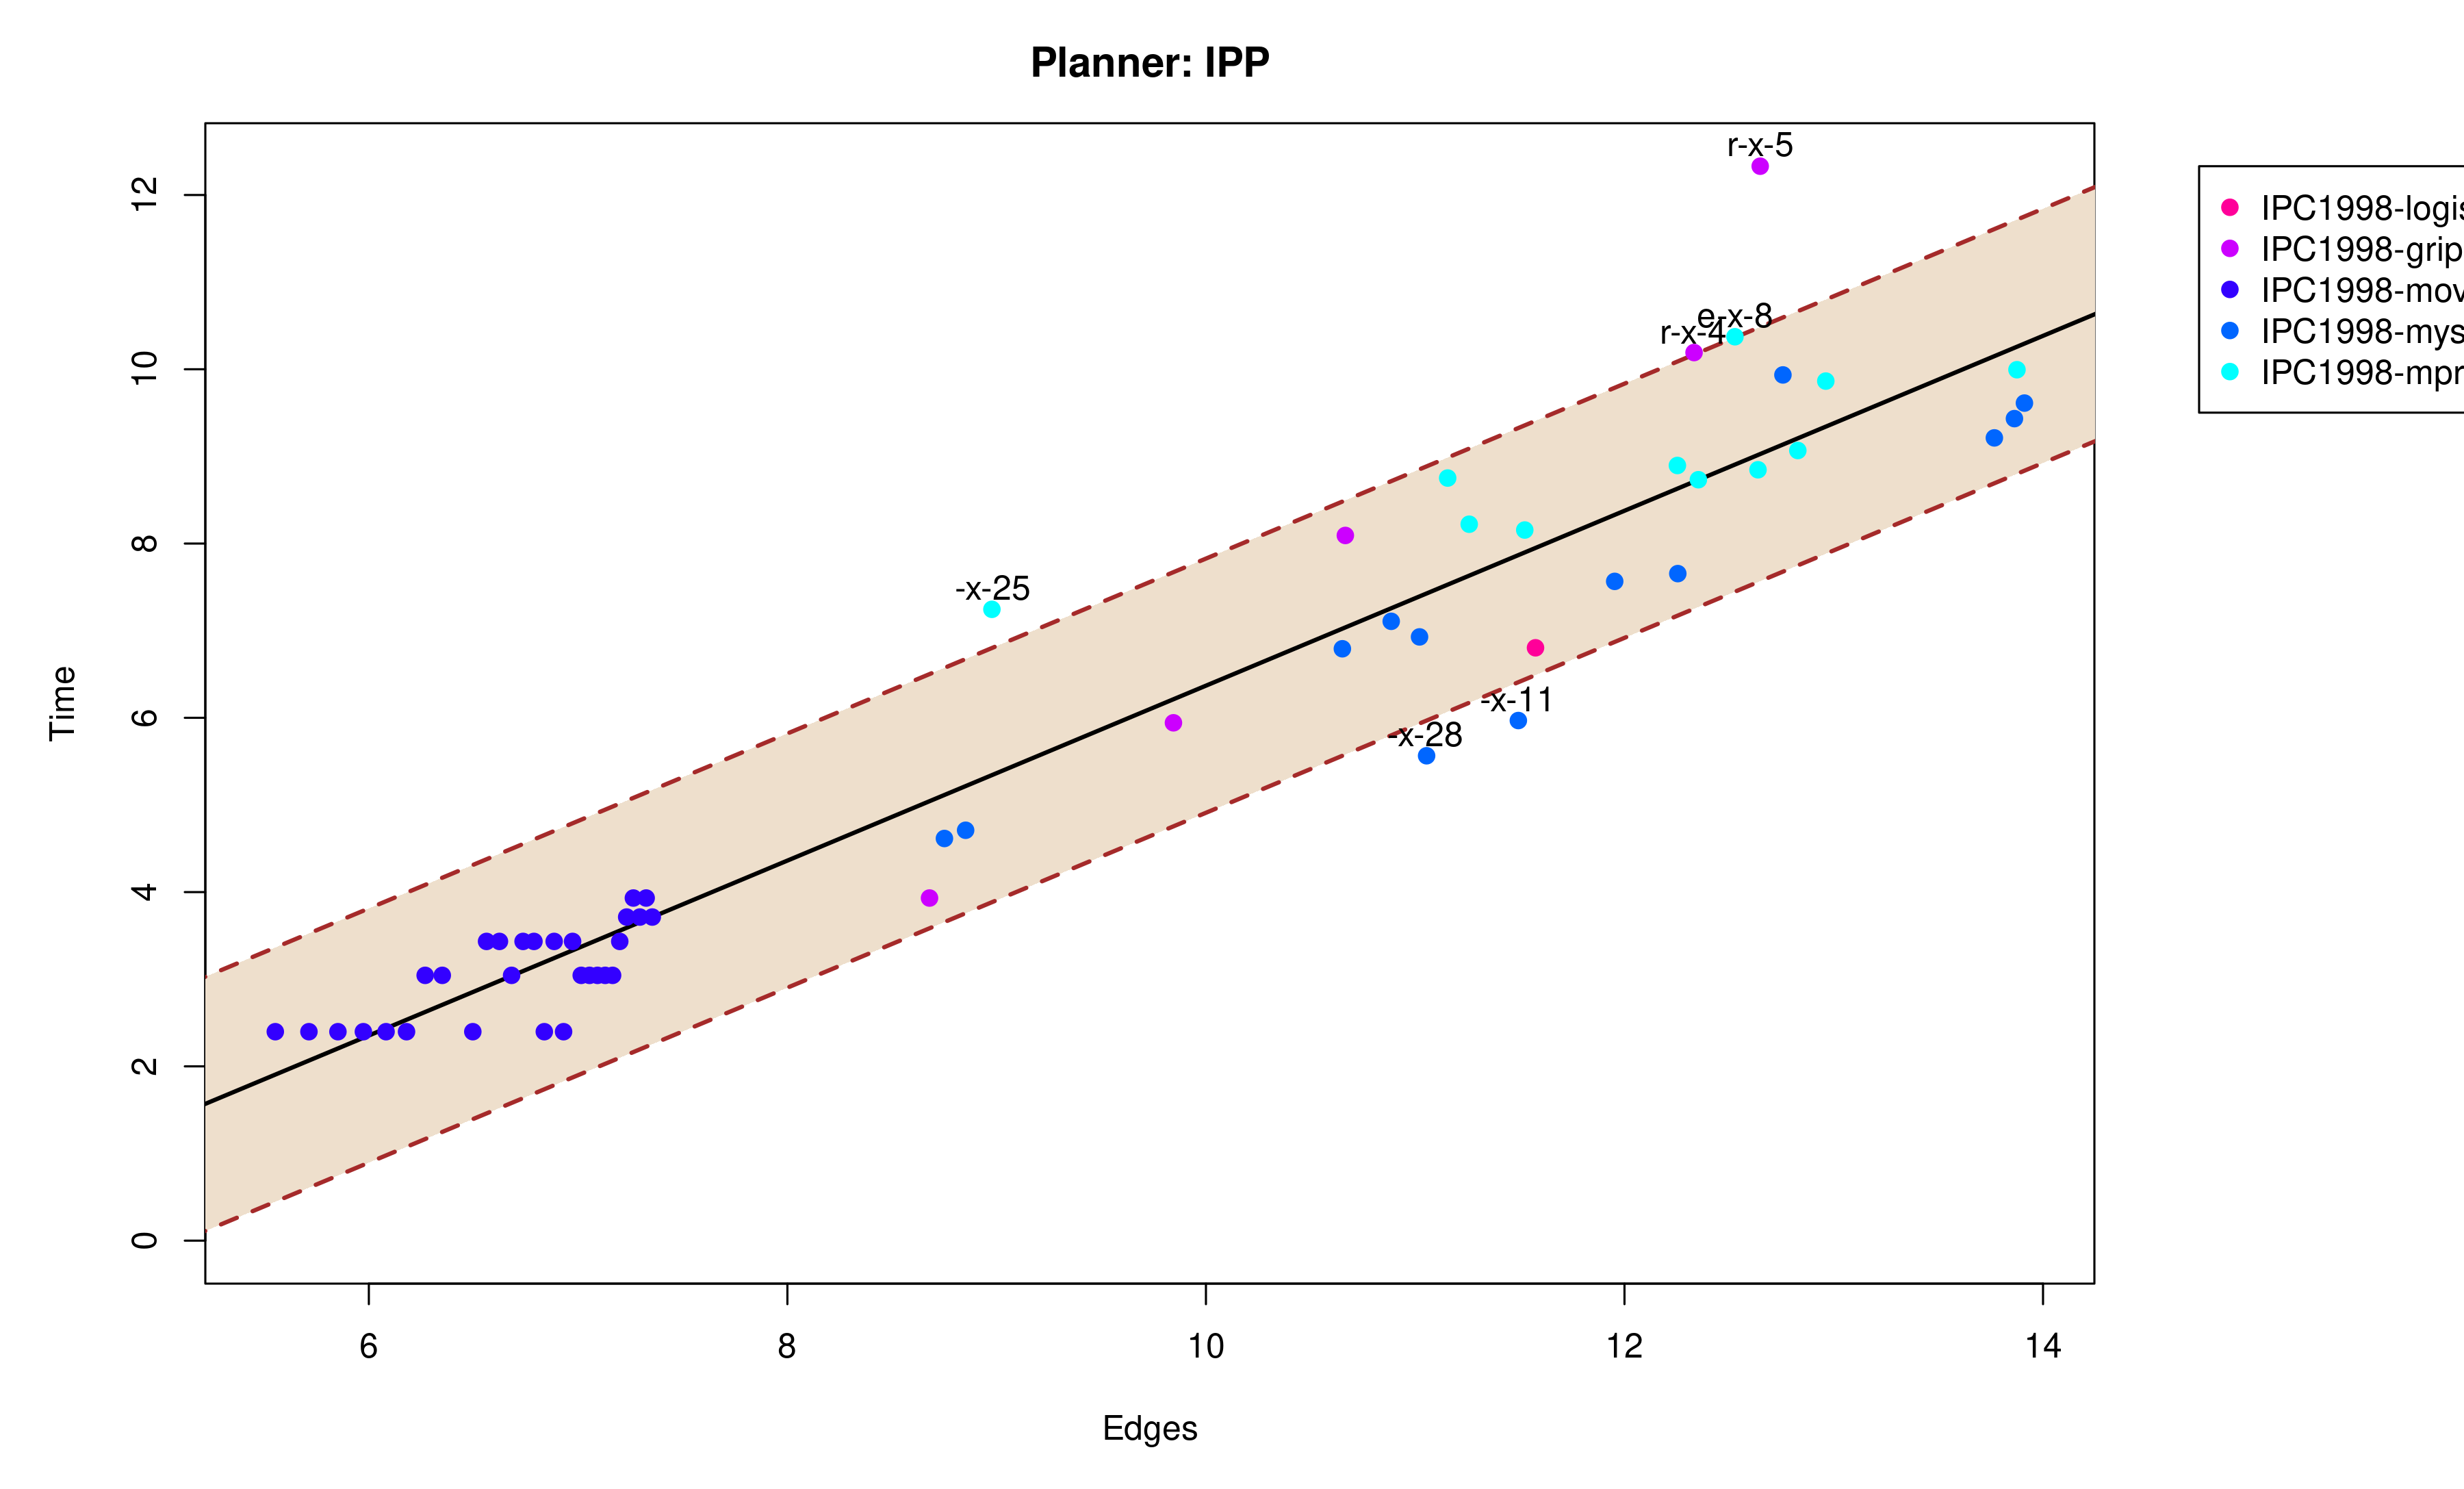 Planner: IPP
Time
12
10
8
6
4
2
0
r-x-5
e-x-8
r-x-4
-x-25
-x-11
-x-28
6 8 10 12 14
Edges
IPC1998-logis
IPC1998-grip
IPC1998-mov
IPC1998-mys
IPC1998-mpr